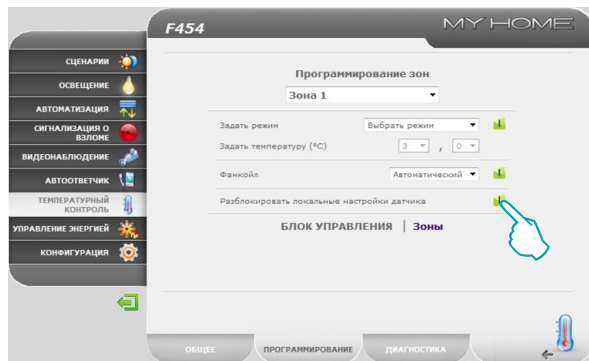 F454
MY HOME
СЦЕНАРИИ
ОСВЕЩЕНИЕ
АВТОМАТИЗАЦИЯ
СИГНАЛИЗАЦИЯ О
ВЗЛОМЕ
ВИДЕОНАБЛЮДЕНИЕ
АВТООТВЕТЧИК
ТЕМПЕРАТУРНЫЙ
КОНТРОЛЬ
УПРАВЛЕНИЕ ЭНЕРГИЕЙ
КОНФИГУРАЦИЯ
Программирование зон
Зона 1
Задать режим Выбрать режим
Задать температуру (°C) 3 , 0
Фанкойл Автоматический
Разблокировать локальные настройки датчика
БЛОК УПРАВЛЕНИЯ | Зоны
ОБЩЕЕ ПРОГРАММИРОВАНИЕ ДИАГНОСТИКА